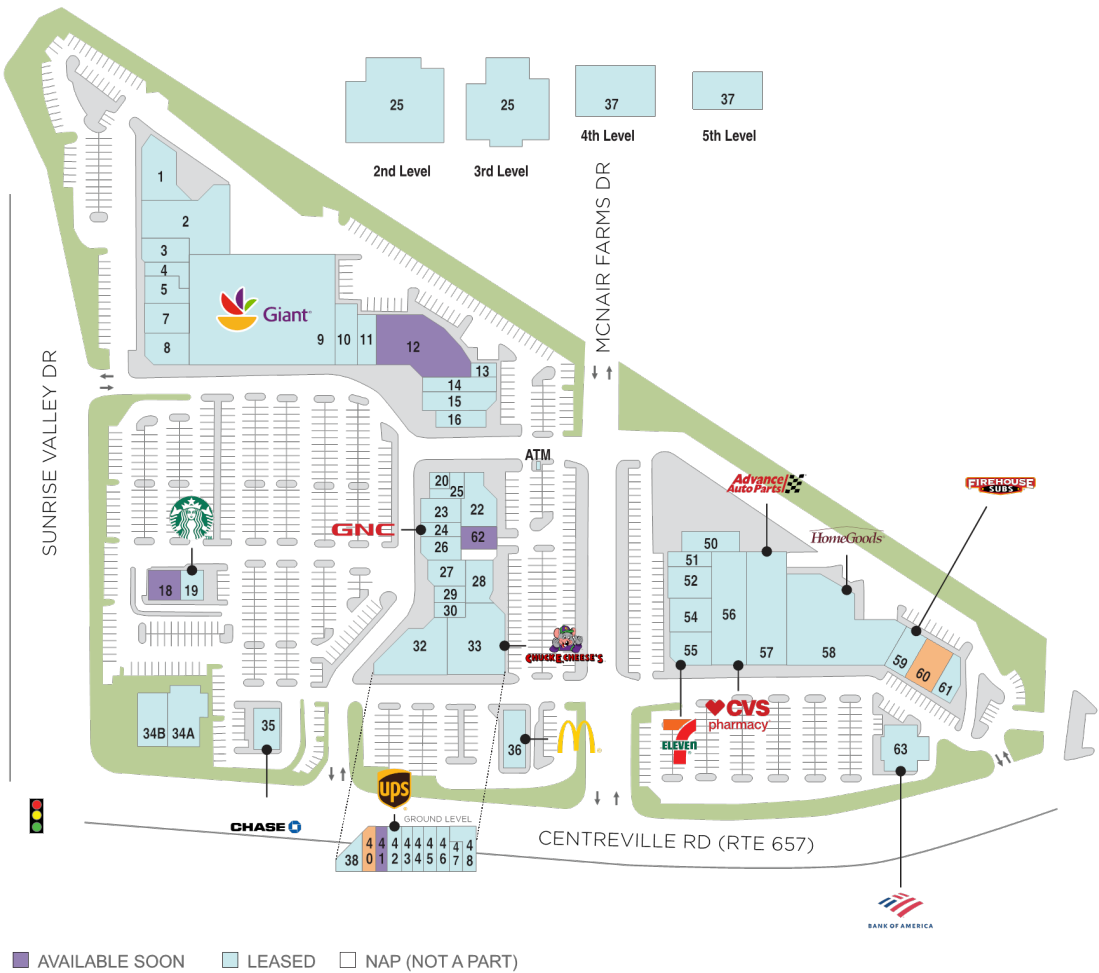 25
25
37
37
2nd Level
3rd Level
4th Level
5th Level
MCNAIR FARMS DR
SUNRISE VALLEY DR
1
2
3
4
5
7
8
Giant
9
10
11
12
13
14
15
16
ATM
20
25
22
23
24
26
62
27
28
29
30
32
33
GNC
CHUCK E. CHEESE'S
18
19
34B
34A
35
CHASE
36
Advance
Auto Parts
HomeGoods
FIREHOUSE
SUBS
50
51
52
54
55
56
57
58
59
60
61
63
7
ELEVEN
CVS
pharmacy
ups
GROUND LEVEL
38
40
41
42
43
44
45
46
47
48
CENTREVILLE RD (RTE 657)
BANK OF AMERICA
AVAILABLE SOON
LEASED
NAP (NOT A PART)